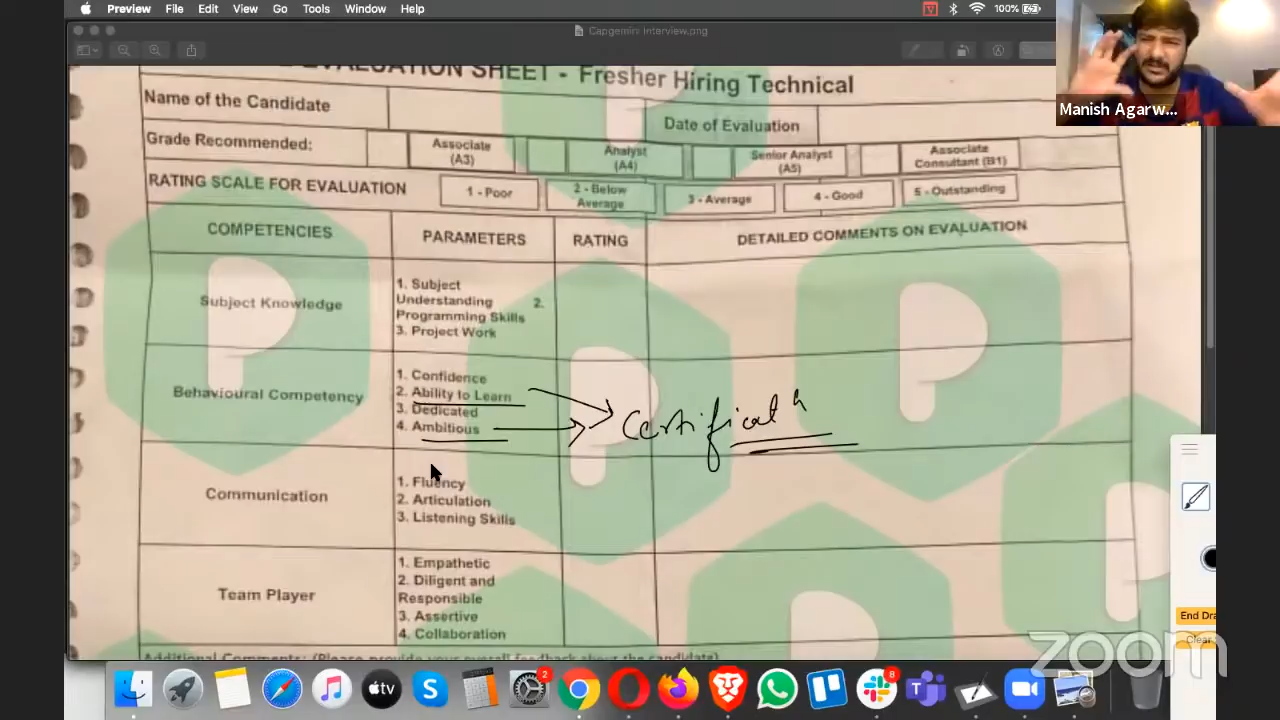 Preview File Edit View Go Tools Window Help 100%
Capgemini Interview.png
EVALUATION SHEET - Fresher Hiring Technical
Name of the Candidate
Date of Evaluation
Grade Recommended:
Associate (A3)
Analyst (A4)
Senior Analyst (A5)
Associate Consultant (B1)
RATING SCALE FOR EVALUATION
1 - Poor
2 - Below Average
3 - Average
4 - Good
5 - Outstanding
COMPETENCIES PARAMETERS RATING DETAILED COMMENTS ON EVALUATION
Subject Knowledge
1. Subject
Understanding 2.
Programming Skills
3. Project Work
Behavioural Competency
1. Confidence
2. Ability to Learn
3. Dedicated
4. Ambitious
Communication
1. Fluency
2. Articulation
3. Listening Skills
Team Player
1. Empathetic
2. Diligent and
Responsible
3. Assertive
4. Collaboration
Additional Comments: (Please provide your overall feedback about the candidate)
Manish Agarw...
End Dra
Clear
zoom
tv
2
8